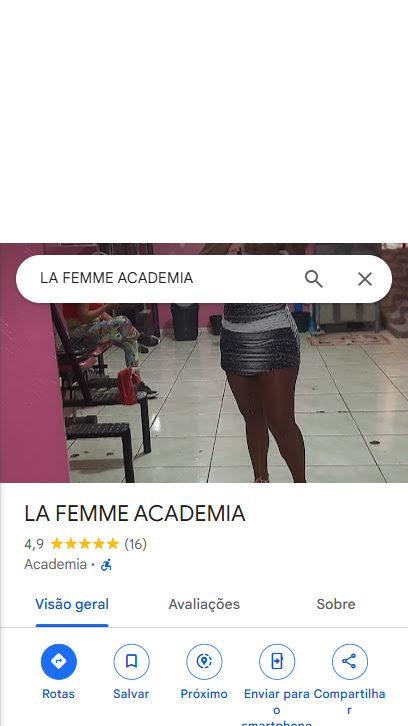 LA FEMME ACADEMIA
LA FEMME ACADEMIA
4,9 (16)
Academia ·
Visão geral
Avaliações
Sobre
Rotas
Salvar
Próximo
Enviar para o smartphone
Compartilhar